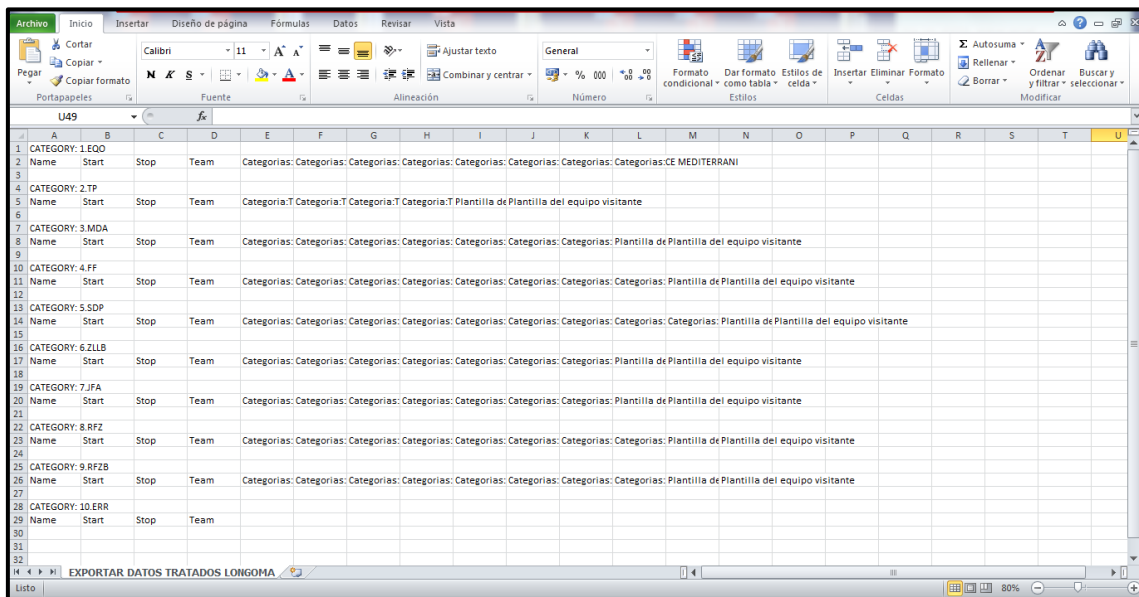 Archivo Inicio Insertar Diseño de página Fórmulas Datos Revisar Vista
Cortar
Copiar
Copiar formato
Pegar
Portapapeles
Calibri 11 A A
N K S A
Fuente
Ajustar texto
Combinar y centrar
Alineación
General
% 000 ,0 ,00 ,00 ,0
Número
Formato condicional
Dar formato como tabla
Estilos de celda
Estilos
Insertar Eliminar Formato
Celdas
Σ Autosuma
Rellenar
Borrar
Ordenar y filtrar
Buscar y seleccionar
Modificar
U49 fx
A B C D E F G H I J K L M N O P Q R S T U
1 CATEGORY: 1.EQO
2 Name Start Stop Team Categorias: Categorias: Categorias: Categorias: Categorias: Categorias: Categorias: Categorias:CE MEDITERRANI
3
4 CATEGORY: 2.TP
5 Name Start Stop Team Categoria:T Categoria:T Categoria:T Categoria:T Plantilla de Plantilla del equipo visitante
6
7 CATEGORY: 3.MDA
8 Name Start Stop Team Categorias: Categorias: Categorias: Categorias: Categorias: Categorias: Categorias: Plantilla de Plantilla del equipo visitante
9
10 CATEGORY: 4.FF
11 Name Start Stop Team Categorias: Categorias: Categorias: Categorias: Categorias: Categorias: Categorias: Categorias: Plantilla de Plantilla del equipo visitante
12
13 CATEGORY: 5.SDP
14 Name Start Stop Team Categorias: Categorias: Categorias: Categorias: Categorias: Categorias: Categorias: Categorias: Categorias: Plantilla de Plantilla del equipo visitante
15
16 CATEGORY: 6.ZLLB
17 Name Start Stop Team Categorias: Categorias: Categorias: Categorias: Categorias: Categorias: Categorias: Plantilla de Plantilla del equipo visitante
18
19 CATEGORY: 7.JFA
20 Name Start Stop Team Categorias: Categorias: Categorias: Categorias: Categorias: Categorias: Categorias: Plantilla de Plantilla del equipo visitante
21
22 CATEGORY: 8.RFZ
23 Name Start Stop Team Categorias: Categorias: Categorias: Categorias: Categorias: Categorias: Categorias: Categorias: Plantilla de Plantilla del equipo visitante
24
25 CATEGORY: 9.RFZB
26 Name Start Stop Team Categorias: Categorias: Categorias: Categorias: Categorias: Categorias: Categorias: Categorias: Plantilla de Plantilla del equipo visitante
27
28 CATEGORY: 10.ERR
29 Name Start Stop Team
30
31
32
EXPORTAR DATOS TRATADOS LONGOMA
Listo 80%